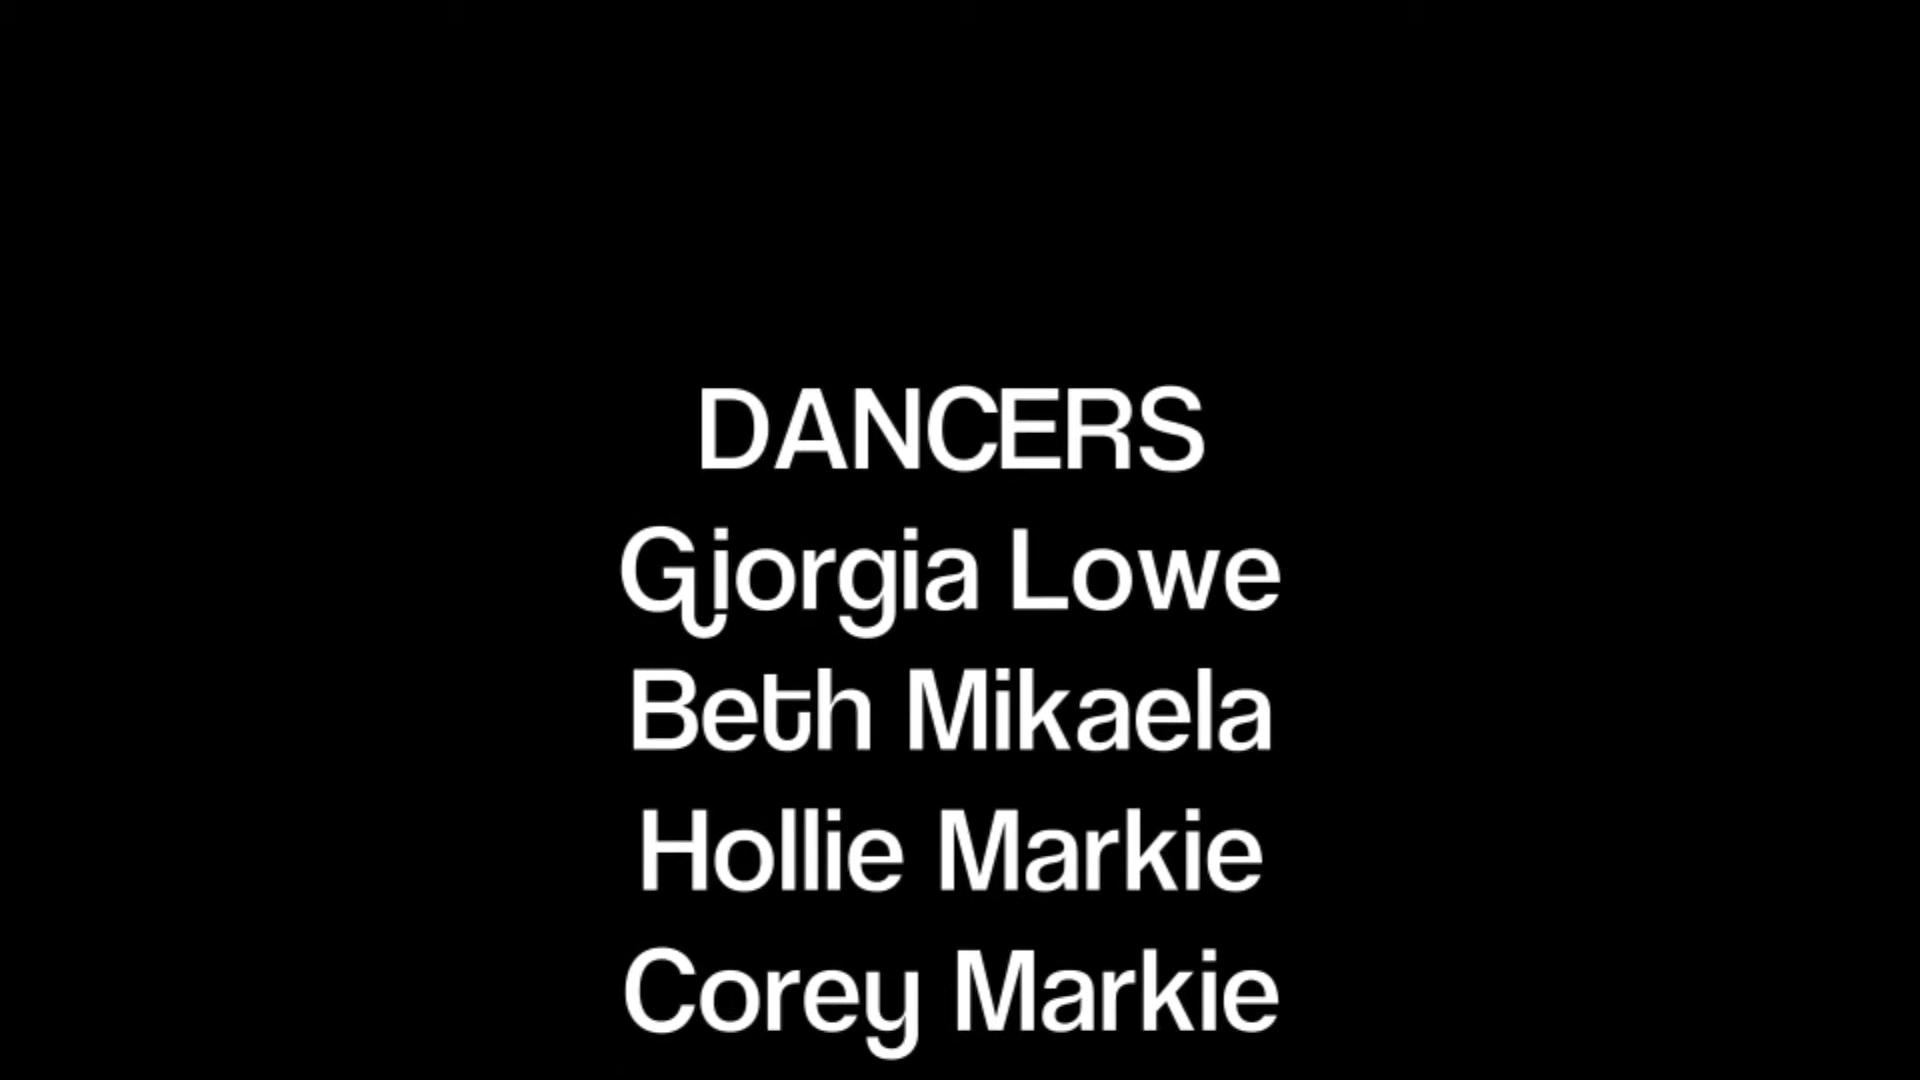 DANCERS
Giorgia Lowe
Beth Mikaela
Hollie Markie
Corey Markie